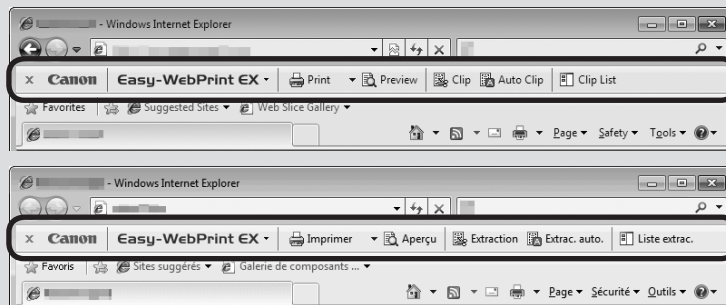 - Windows Internet Explorer
x Canon Easy-WebPrint EX Print Preview Clip Auto Clip Clip List
Favorites Suggested Sites Web Slice Gallery
Page Safety Tools
- Windows Internet Explorer
x Canon Easy-WebPrint EX Imprimer Aperçu Extraction Extrac. auto. Liste extrac.
Favoris Sites suggérés Galerie de composants ...
Page Sécurité Outils